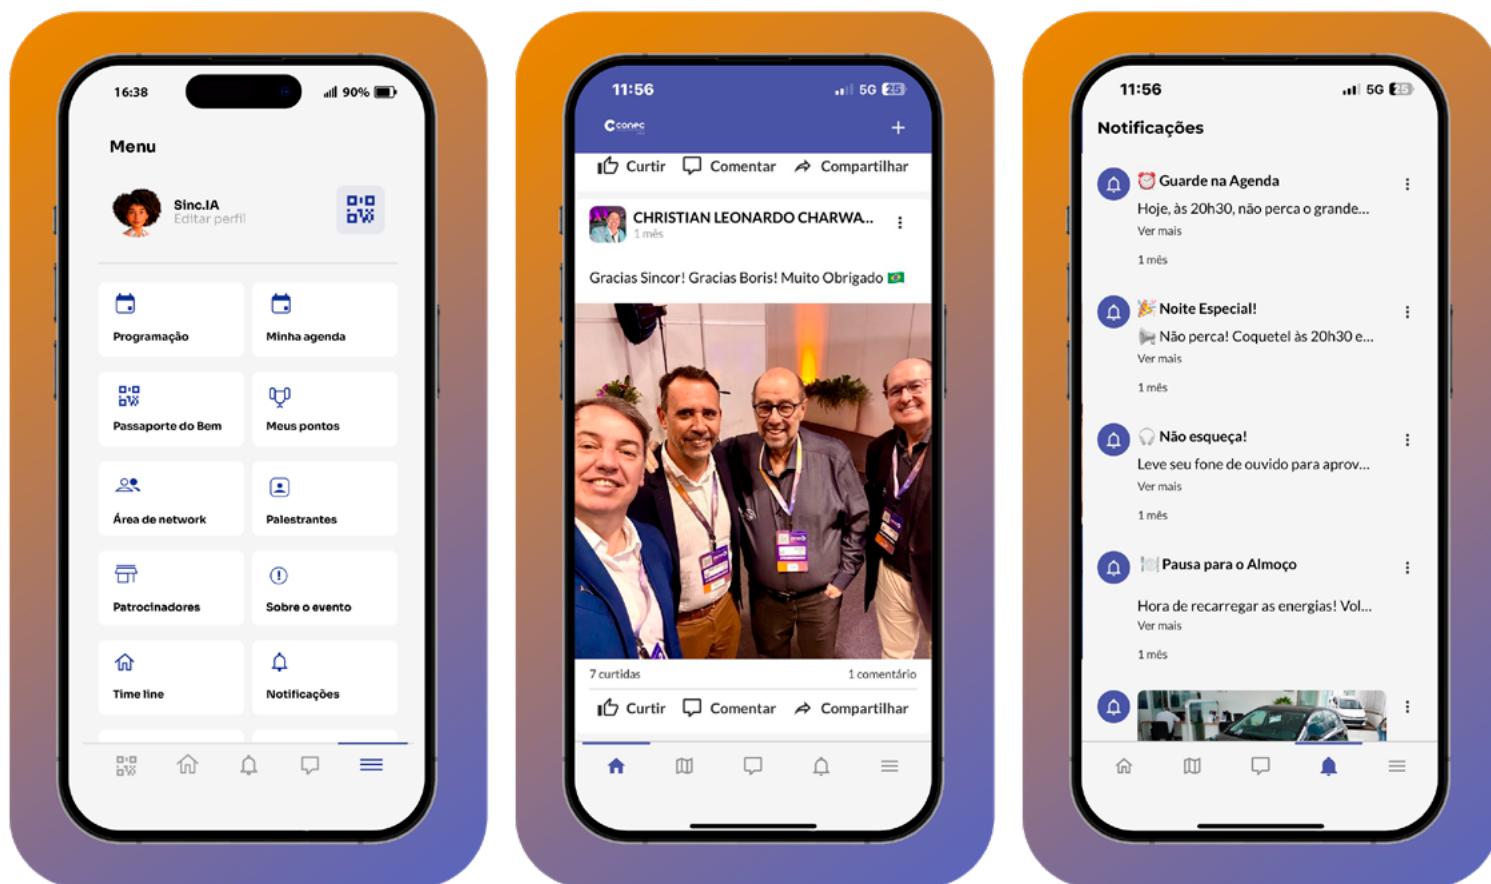 16:38
90%
Menu
Sinc.IA
Editar perfil
Programação
Minha agenda
Passaporte do Bem
Meus pontos
Área de network
Palestrantes
Patrocinadores
Sobre o evento
Time line
Notificações
11:56
5G 25
conec
Curtir Comentar Compartilhar
CHRISTIAN LEONARDO CHARWA...
1 mês
Gracias Sincor! Gracias Boris! Muito Obrigado 🇧🇷
7 curtidas
1 comentário
Curtir Comentar Compartilhar
11:56
5G 25
Notificações
⏰ Guarde na Agenda
Hoje, às 20h30, não perca o grande...
Ver mais
1 mês
🎉 Noite Especial!
📢 Não perca! Coquetel às 20h30 e...
Ver mais
1 mês
🎧 Não esqueça!
Leve seu fone de ouvido para aprov...
Ver mais
1 mês
🍽️ Pausa para o Almoço
Hora de recarregar as energias! Vol...
Ver mais
1 mês